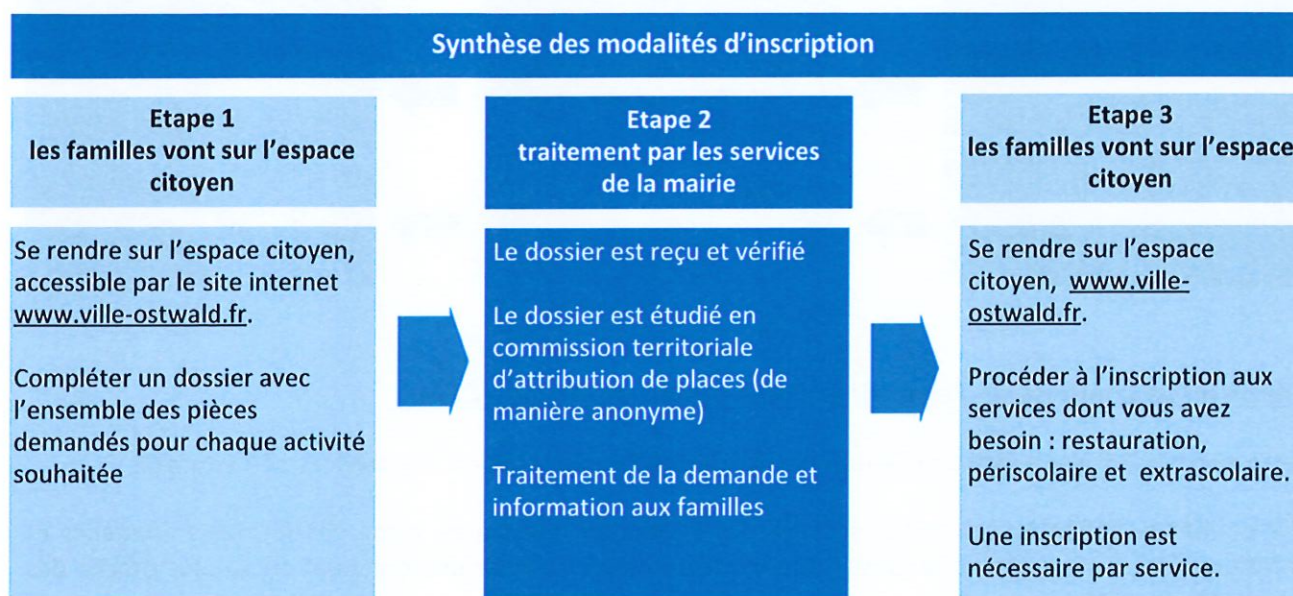 Synthèse des modalités d'inscription
Etape 1
les familles vont sur l'espace
citoyen
Se rendre sur l'espace citoyen,
accessible par le site internet
www.ville-ostwald.fr.
Compléter un dossier avec
l'ensemble des pièces
demandés pour chaque activité
souhaitée
Etape 2
traitement par les services
de la mairie
Le dossier est reçu et vérifié
Le dossier est étudié en
commission territoriale
d'attribution de places (de
manière anonyme)
Traitement de la demande et
information aux familles
Etape 3
les familles vont sur l'espace
citoyen
Se rendre sur l'espace
citoyen, www.ville-
ostwald.fr.
Procéder à l'inscription aux
services dont vous avez
besoin : restauration,
périscolaire et extrascolaire.
Une inscription est
nécessaire par service.